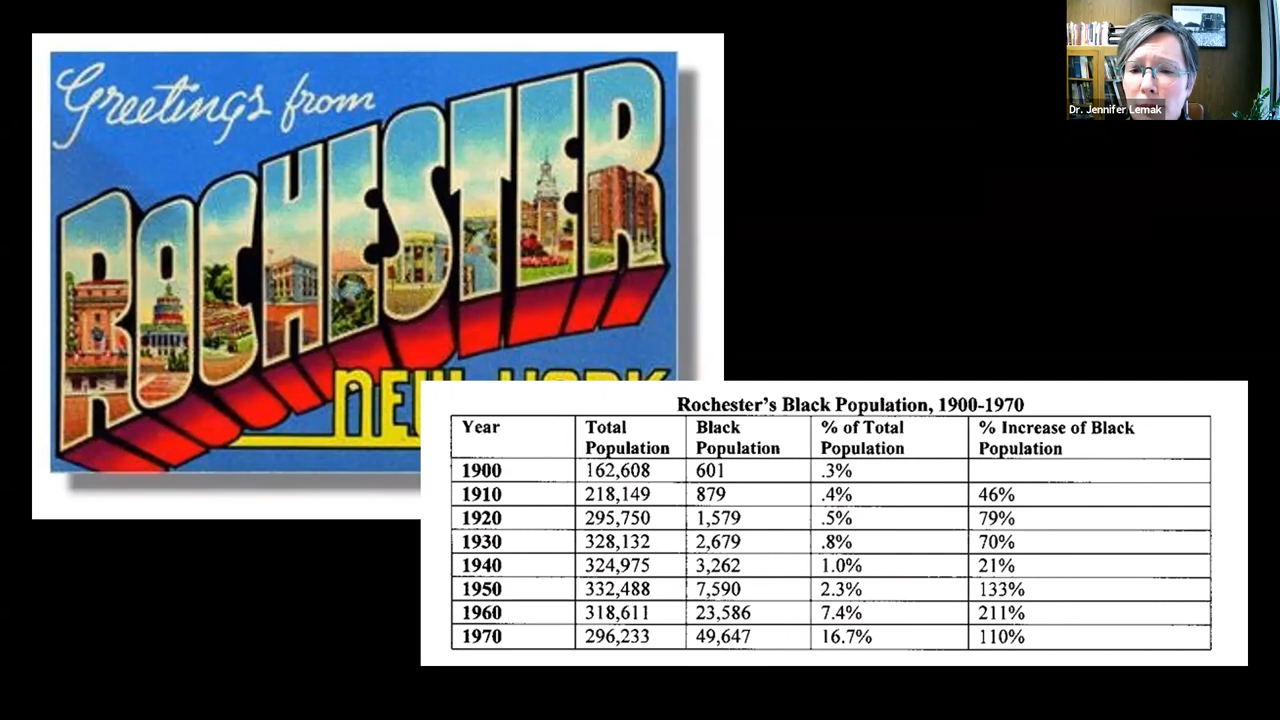 Greetings from
ROCHESTER
NEW YORK
Dr. Jennifer Lemak
Rochester's Black Population, 1900-1970
Year Total Population Black Population % of Total Population % Increase of Black Population
1900 162,608 601 .3%
1910 218,149 879 .4% 46%
1920 295,750 1,579 .5% 79%
1930 328,132 2,679 .8% 70%
1940 324,975 3,262 1.0% 21%
1950 332,488 7,590 2.3% 133%
1960 318,611 23,586 7.4% 211%
1970 296,233 49,647 16.7% 110%